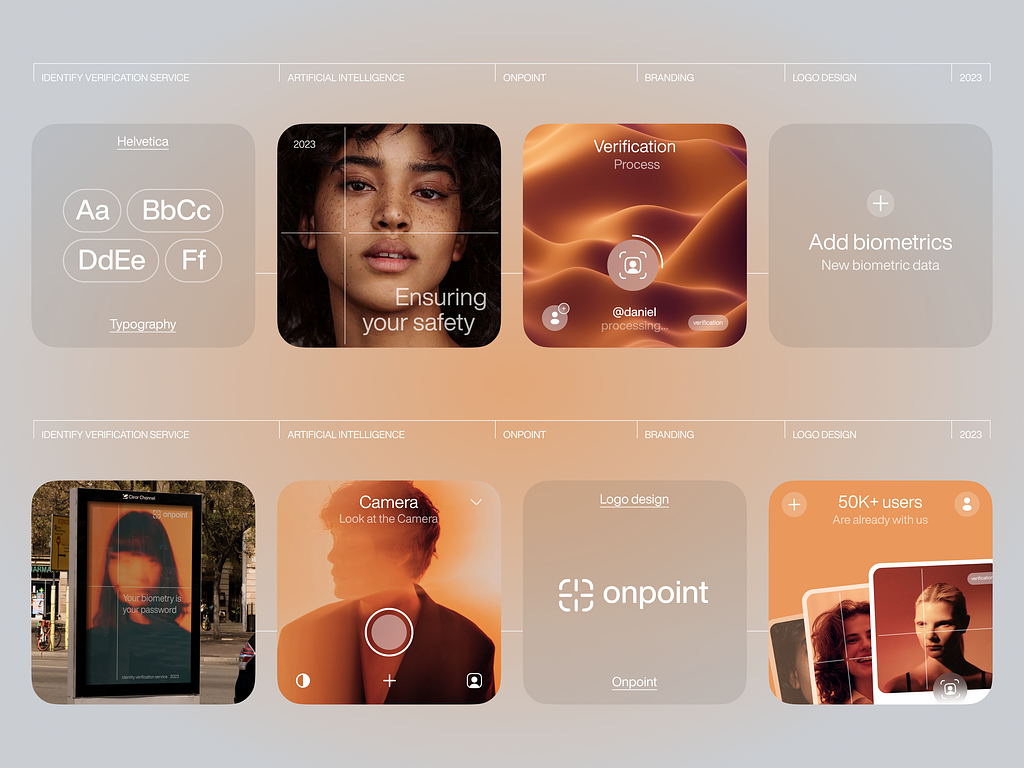 IDENTIFY VERIFICATION SERVICE
ARTIFICIAL INTELLIGENCE
ONPOINT
BRANDING
LOGO DESIGN
2023
Helvetica
Aa
BbCc
DdEe
Ff
Typography
2023
Ensuring
your safety
Verification
Process
@daniel
processing...
verification
Add biometrics
New biometric data
IDENTIFY VERIFICATION SERVICE
ARTIFICIAL INTELLIGENCE
ONPOINT
BRANDING
LOGO DESIGN
2023
Clear Channel
onpoint
Your biometry is
your password
Identity verification service 2023
Camera
Look at the Camera
Logo design
onpoint
Onpoint
50K+ users
Are already with us
verification